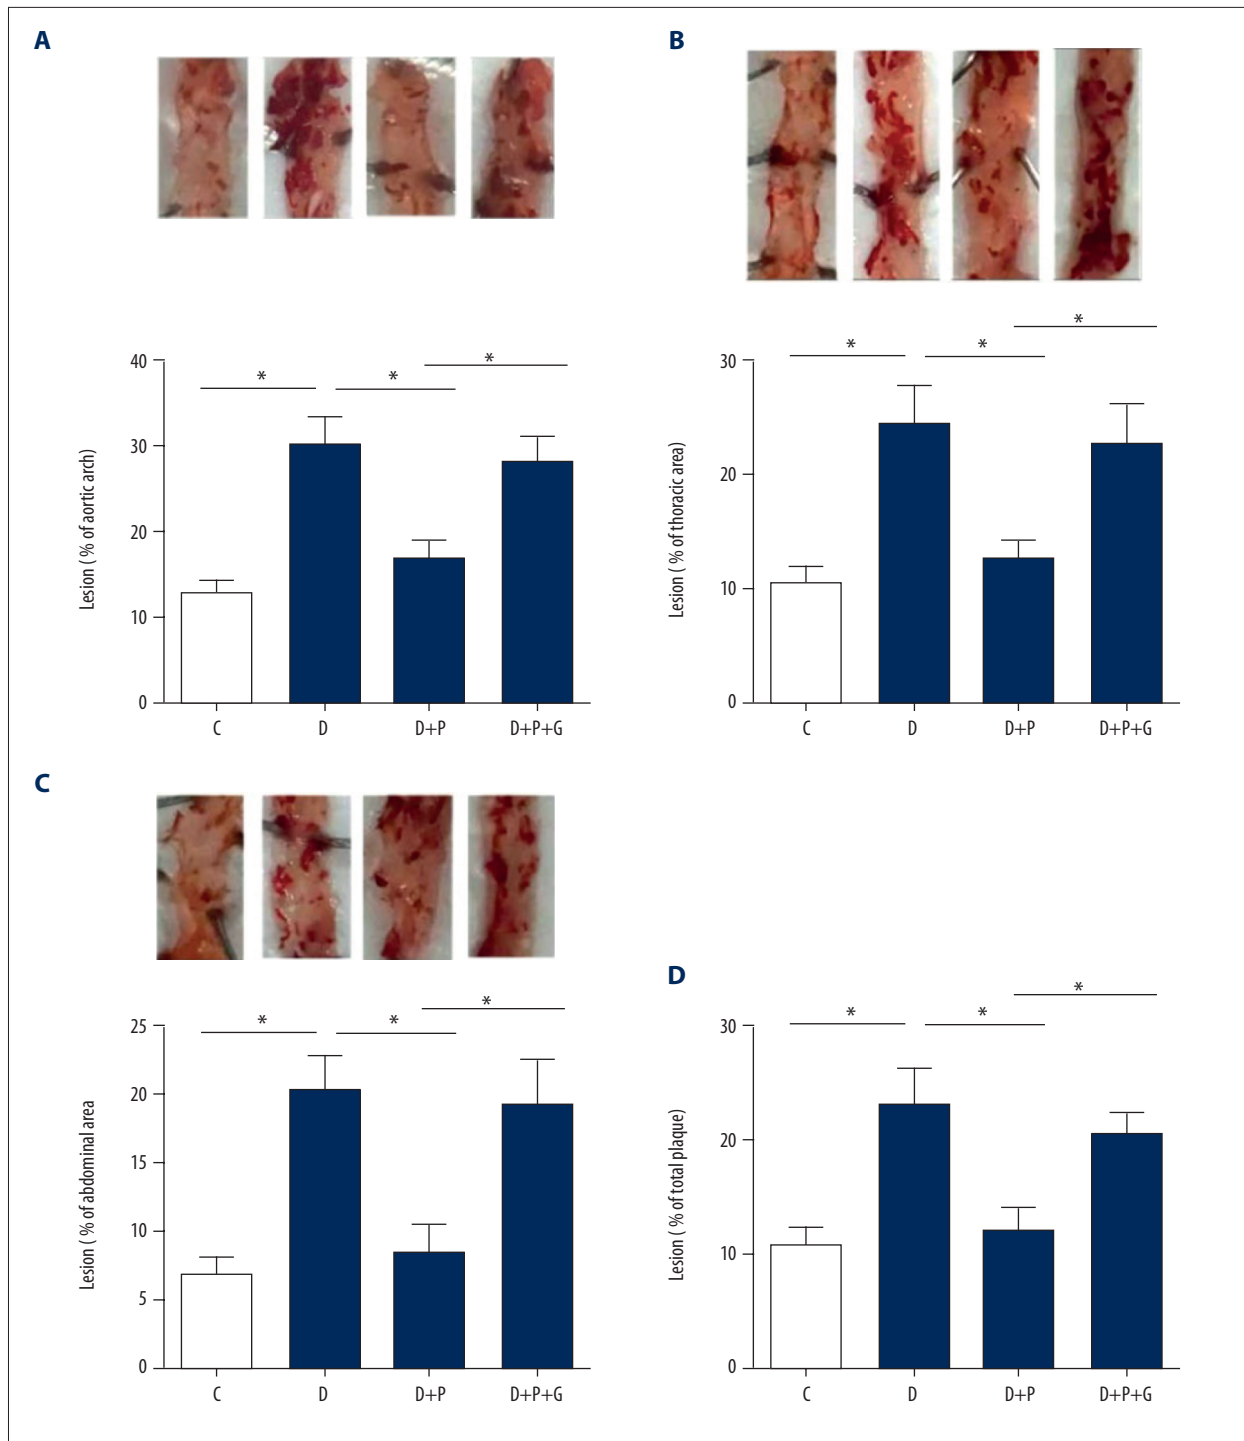 A
B
*
*
*
*
*
*
40
30
20
10
0
Lesion ( % of aortic arch)
C
D
D+P
D+P+G
30
20
10
0
Lesion ( % of thoracic area)
C
D
D+P
D+P+G
C
D
*
*
*
*
*
*
25
20
15
10
5
0
Lesion ( % of abdominal area
C
D
D+P
D+P+G
30
20
10
0
Lesion ( % of total plaque)
C
D
D+P
D+P+G